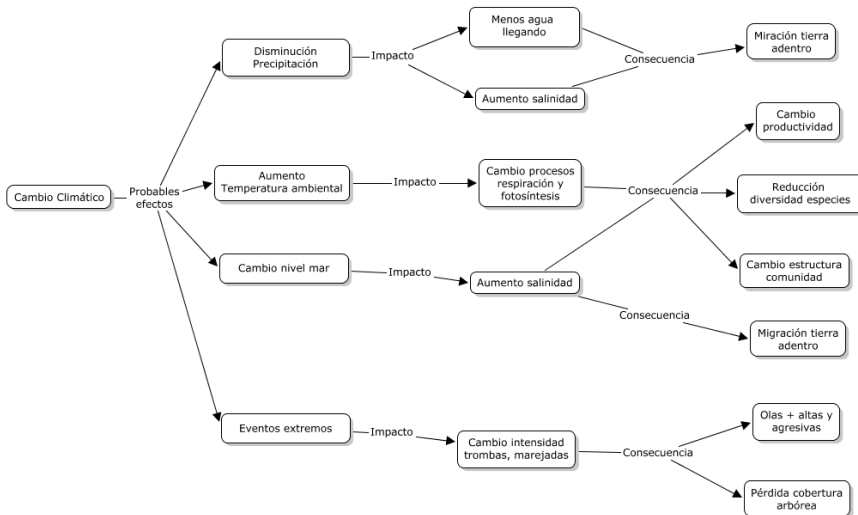 Cambio Climático
Probables
efectos
Disminución
Precipitación
Impacto
Menos agua
llegando
Aumento salinidad
Consecuencia
Miración tierra
adentro
Aumento
Temperatura ambiental
Impacto
Cambio procesos
respiración y
fotosíntesis
Consecuencia
Cambio
productividad
Reducción
diversidad especies
Cambio estructura
comunidad
Cambio nivel mar
Impacto
Aumento salinidad
Consecuencia
Migración tierra
adentro
Eventos extremos
Impacto
Cambio intensidad
trombas, marejadas
Consecuencia
Olas + altas y
agresivas
Pérdida cobertura
arbórea